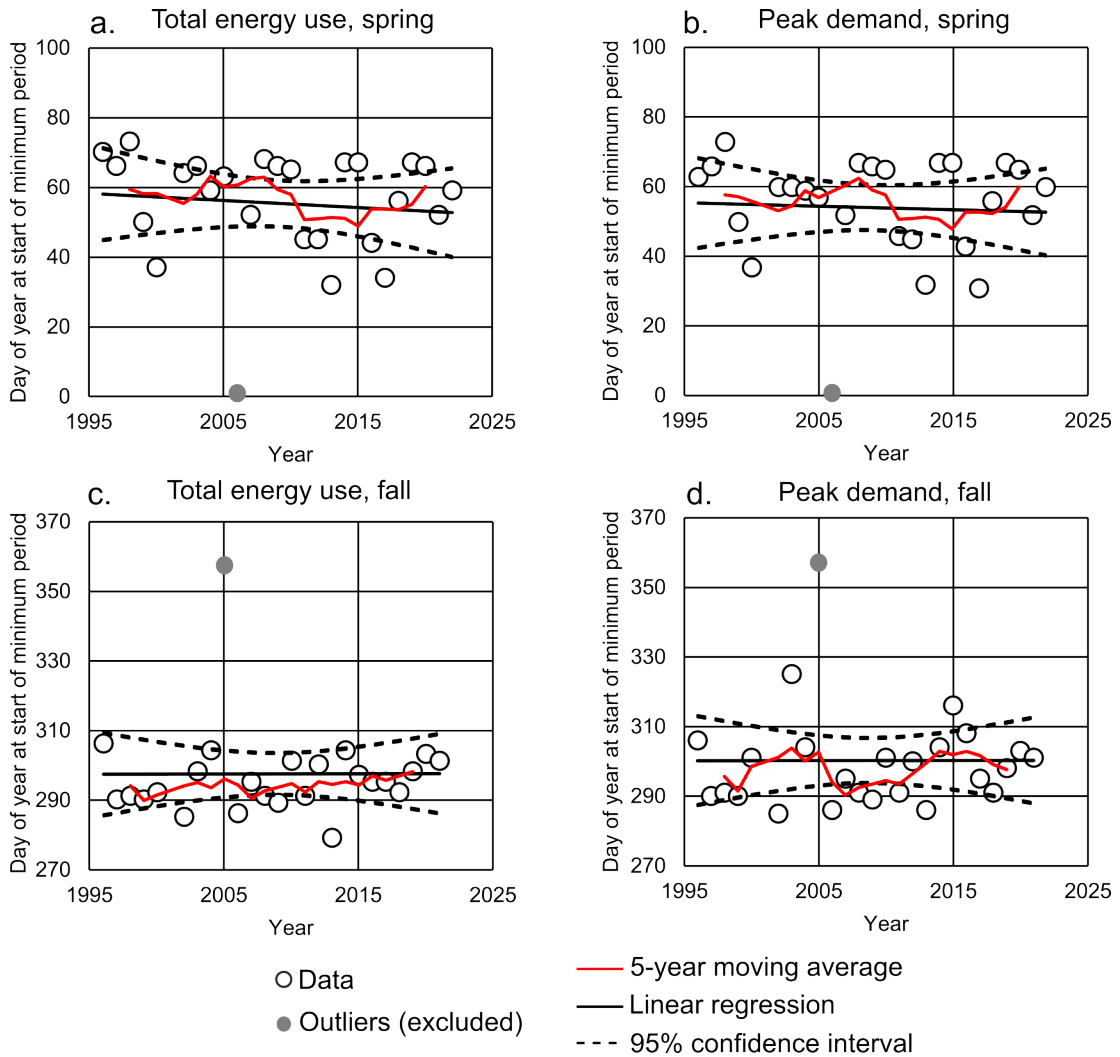 a. Total energy use, spring
Day of year at start of minimum period
100
80
60
40
20
0
1995 2005 2015 2025
Year
b. Peak demand, spring
Day of year at start of minimum period
100
80
60
40
20
0
1995 2005 2015 2025
Year
c. Total energy use, fall
Day of year at start of minimum period
370
350
330
310
290
270
1995 2005 2015 2025
Year
d. Peak demand, fall
Day of year at start of minimum period
370
350
330
310
290
270
1995 2005 2015 2025
Year
Data
Outliers (excluded)
5-year moving average
Linear regression
95% confidence interval